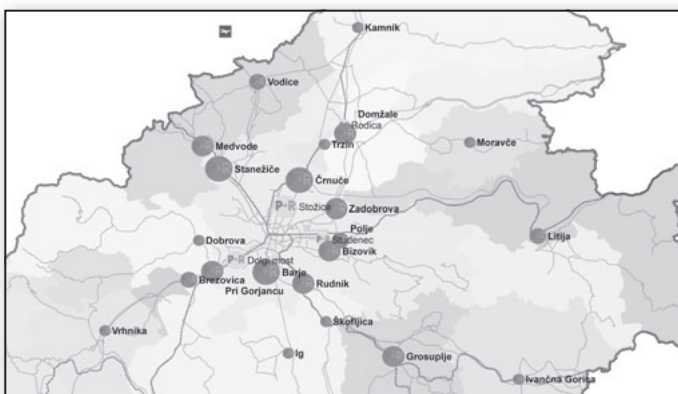 Kamnik
Vodice
Domžale
Rodica
Medvode
Trzin
Moravče
Stanežiče
Črnuče
P+R Stožice
Zadobrova
Polje
Dobrova
Studenec
Litija
Bizovik
P+R Dolgi most
Brezovica
Barje
Rudnik
Pri Gorjancu
Vrhnika
Škofljica
Ig
Grosuplje
Ivančna Gorica